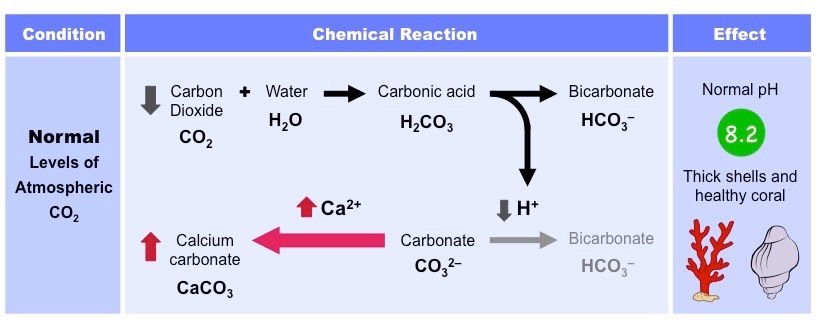 Condition
Chemical Reaction
Effect
Normal
Levels of
Atmospheric
CO₂
Carbon
Dioxide
CO₂
+
Water
H₂O
Carbonic acid
H₂CO₃
Bicarbonate
HCO₃⁻
Ca²⁺
H⁺
Calcium
carbonate
CaCO₃
Carbonate
CO₃²⁻
Bicarbonate
HCO₃⁻
Normal pH
8.2
Thick shells and
healthy coral